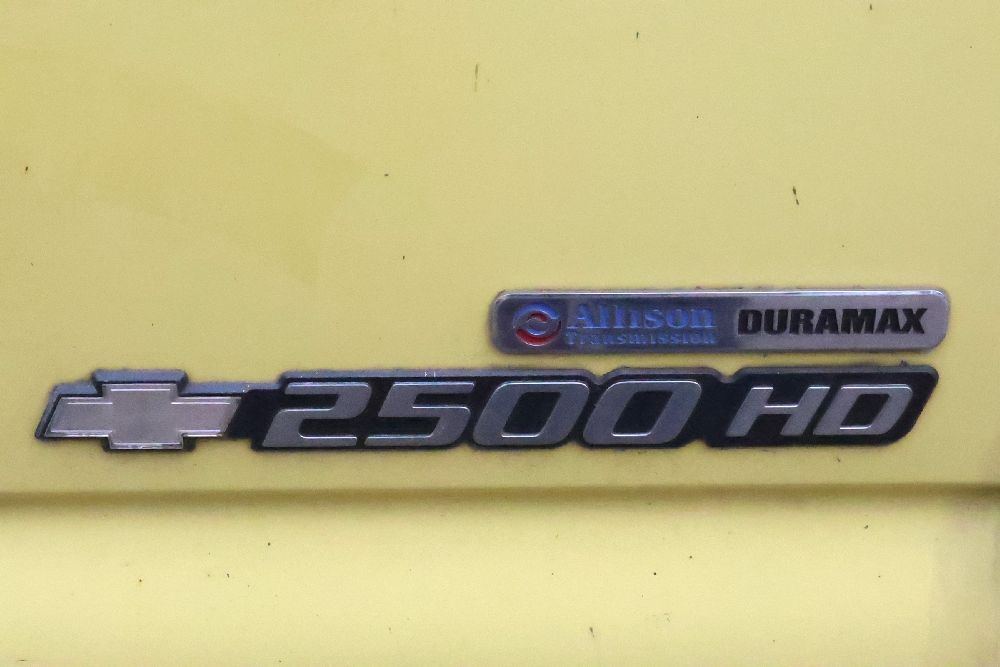 Allison
Transmission
DURAMAX
2500 HD